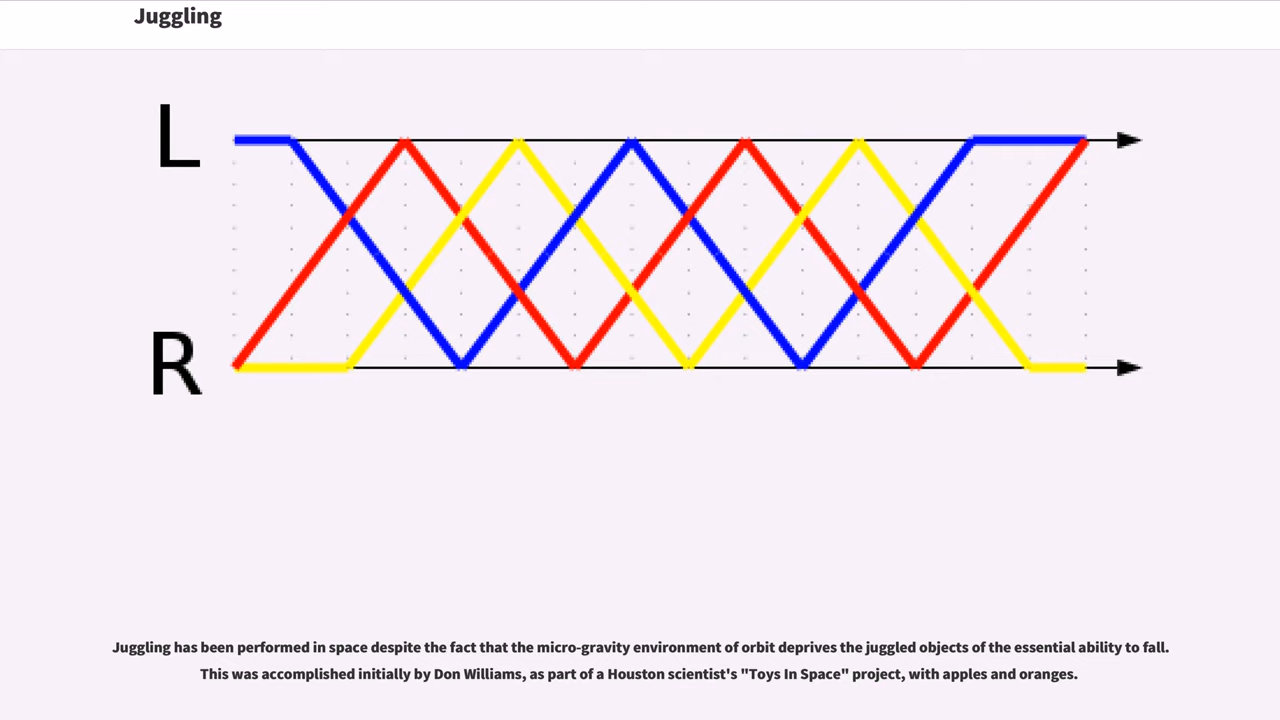 Juggling
L
R
Juggling has been performed in space despite the fact that the micro-gravity environment of orbit deprives the juggled objects of the essential ability to fall.
This was accomplished initially by Don Williams, as part of a Houston scientist's "Toys In Space" project, with apples and oranges.